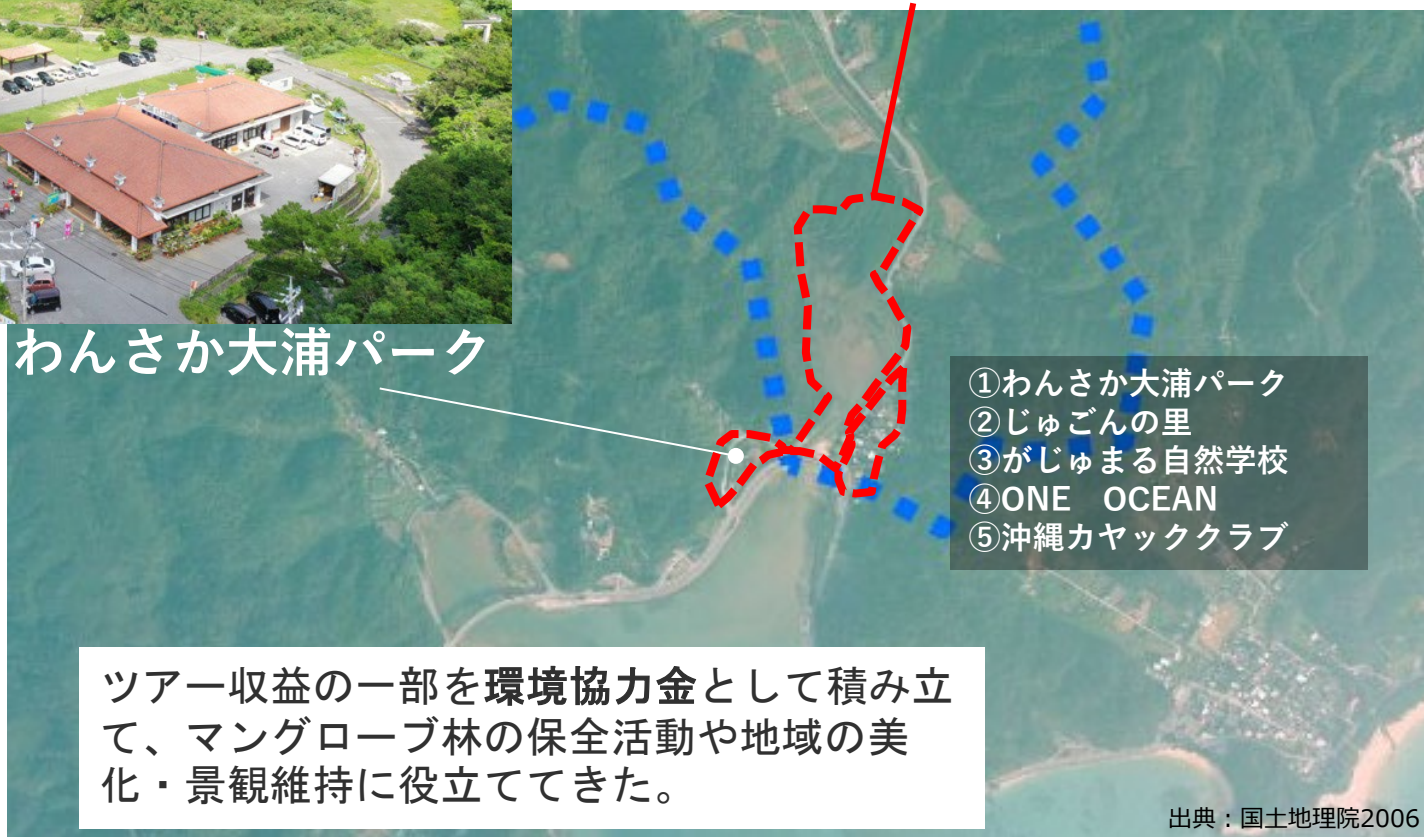 わんさか大浦パーク
①わんさか大浦パーク
②じゅごんの里
③がじゅまる自然学校
④ONE　OCEAN
⑤沖縄カヤッククラブ
ツアー収益の一部を環境協力金として積み立
て、マングローブ林の保全活動や地域の美
化・景観維持に役立ててきた。
出典：国土地理院2006